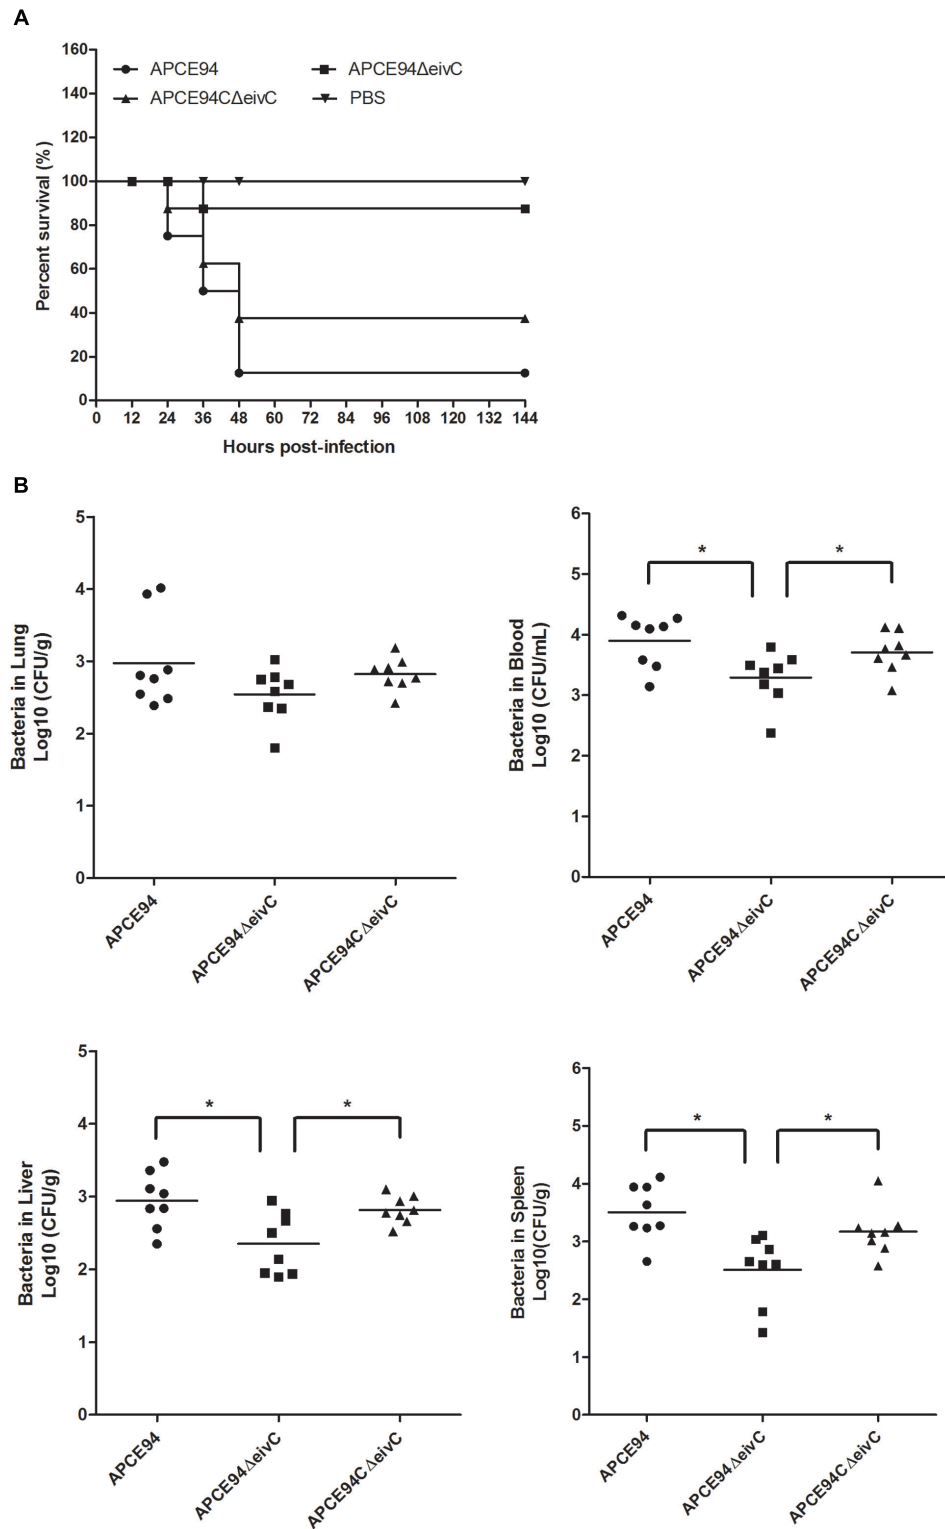 A
160
140
120
100
80
60
40
20
0
Percent survival (%)
APCE94
APCE94ΔeivC
APCE94CΔeivC
PBS
0 12 24 36 48 60 72 84 96 108 120 132 144
Hours post-infection
B
5
4
3
2
1
0
Bacteria in Lung
Log10 (CFU/g)
APCE94
APCE94ΔeivC
APCE94CΔeivC
6
5
4
3
2
1
0
Bacteria in Blood
Log10 (CFU/mL)
* *
APCE94
APCE94ΔeivC
APCE94CΔeivC
5
4
3
2
1
0
Bacteria in Liver
Log10 (CFU/g)
* *
APCE94
APCE94ΔeivC
APCE94CΔeivC
6
5
4
3
2
1
0
Bacteria in Spleen
Log10(CFU/g)
* *
APCE94
APCE94ΔeivC
APCE94CΔeivC